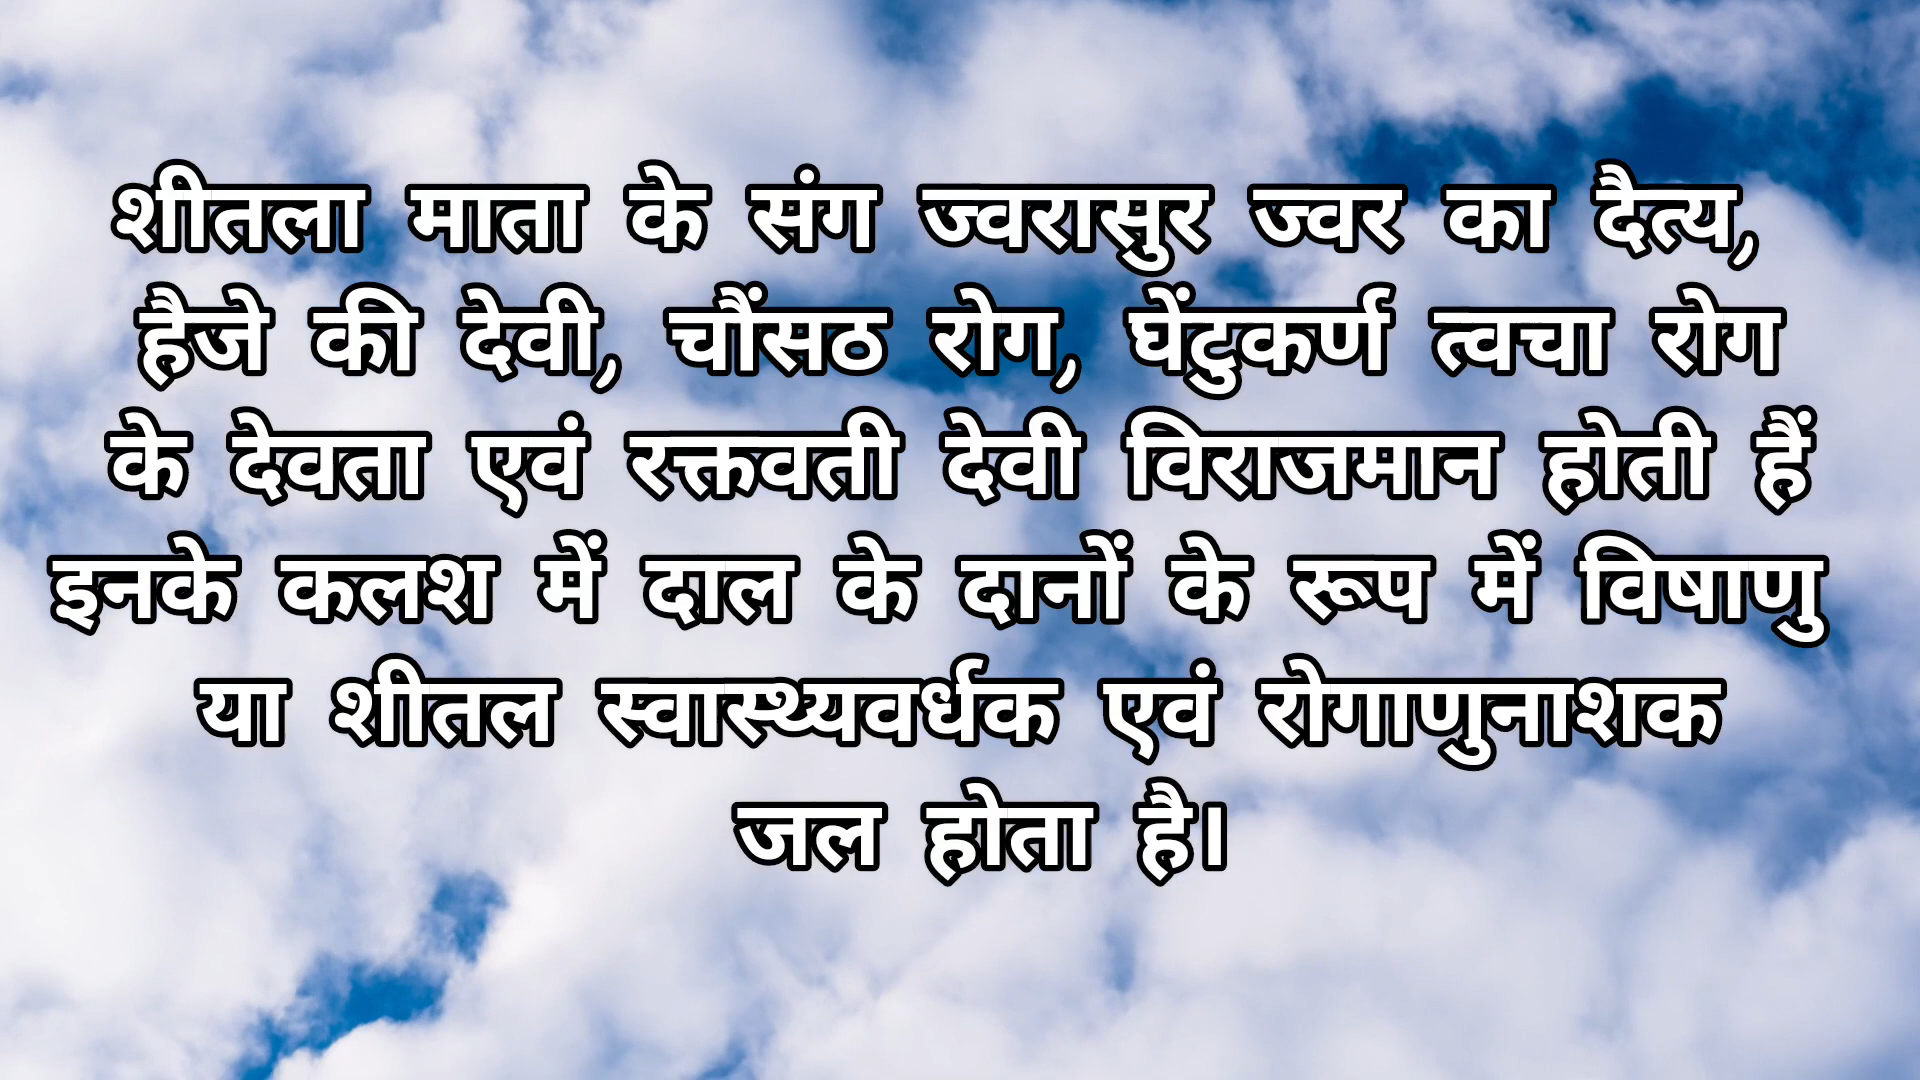 शीतला माता के संग ज्वरासुर ज्वर का दैत्य,
हैजे की देवी, चौंसठ रोग, घेंटुकर्ण त्वचा रोग
के देवता एवं रक्तवती देवी विराजमान होती हैं
इनके कलश में दाल के दानों के रूप में विषाणु
या शीतल स्वास्थ्यवर्धक एवं रोगाणुनाशक
जल होता है।